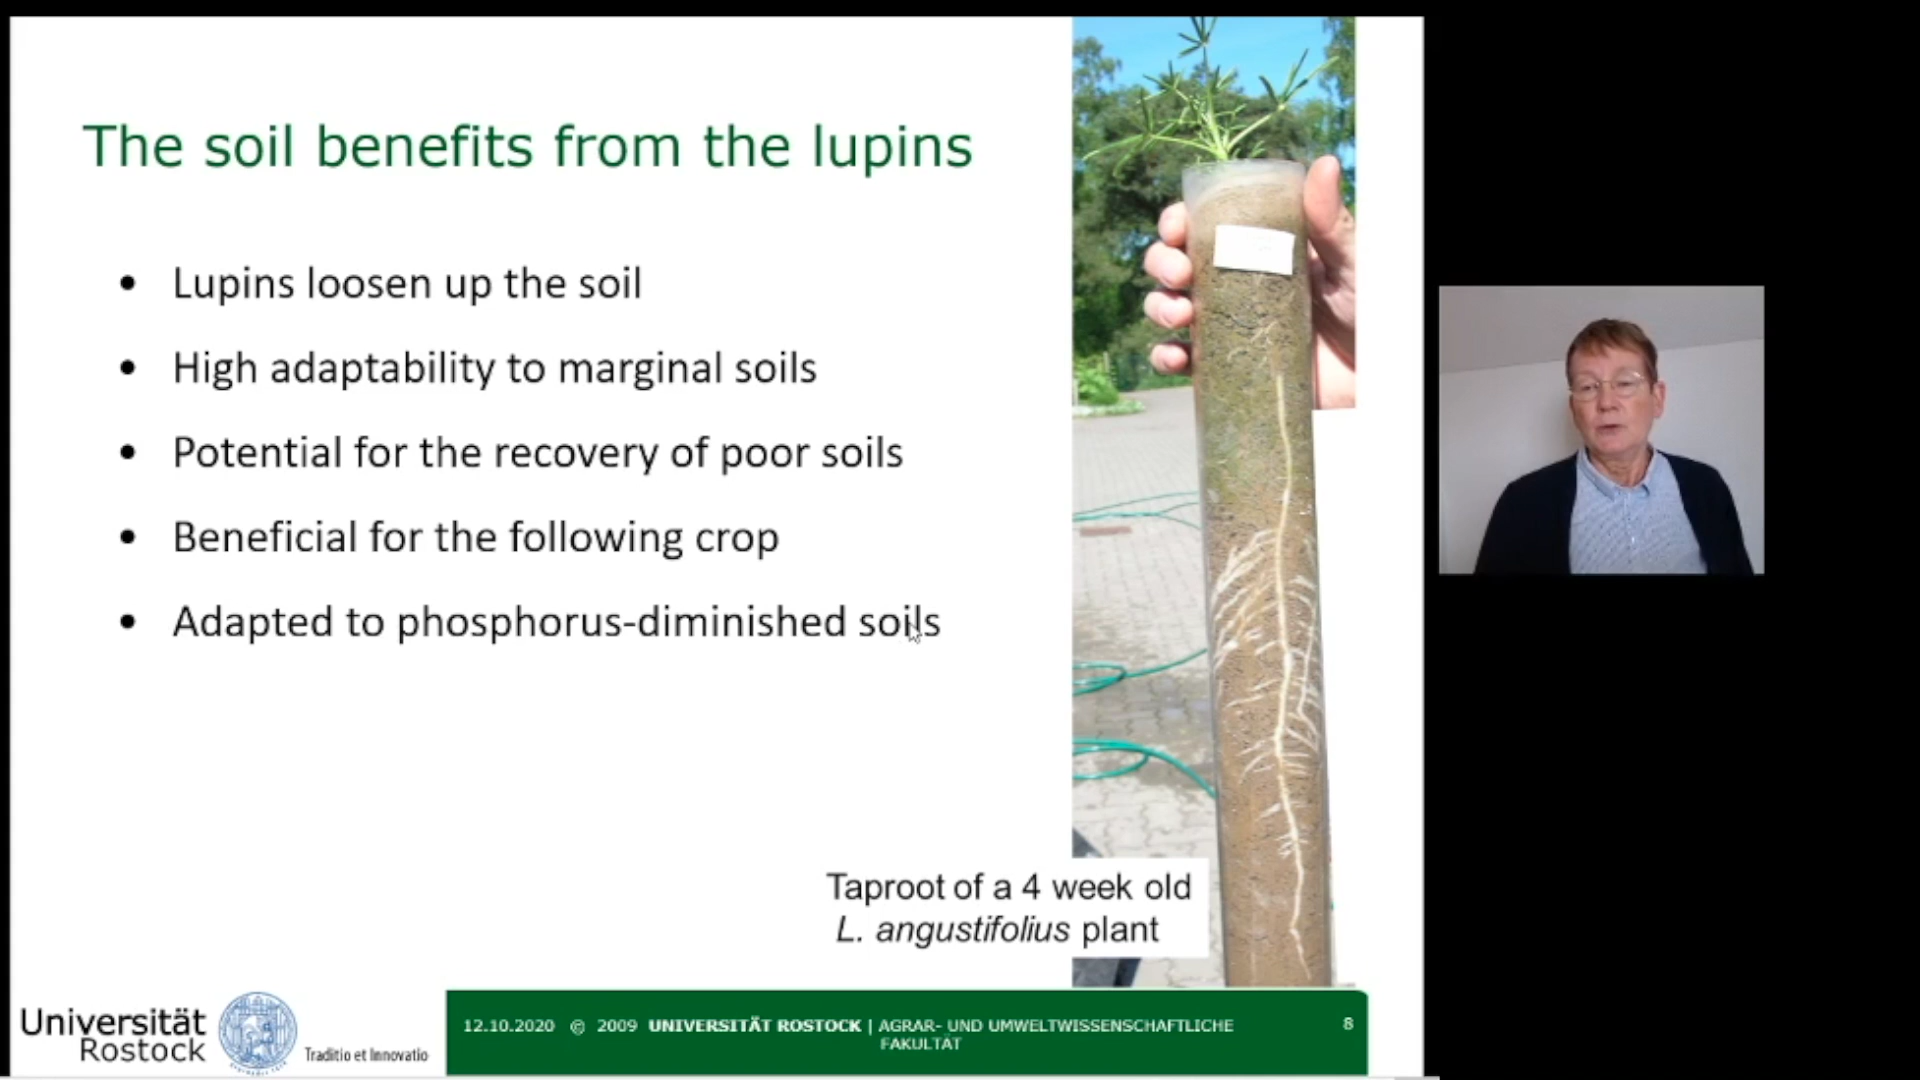 The soil benefits from the lupins
• Lupins loosen up the soil
• High adaptability to marginal soils
• Potential for the recovery of poor soils
• Beneficial for the following crop
• Adapted to phosphorus-diminished soils
Taproot of a 4 week old
L. angustifolius plant
Universität
Rostock
Traditio et Innovatio
12.10.2020 © 2009 UNIVERSITÄT ROSTOCK | AGRAR- UND UMWELTWISSENSCHAFTLICHE
FAKULTÄT
8